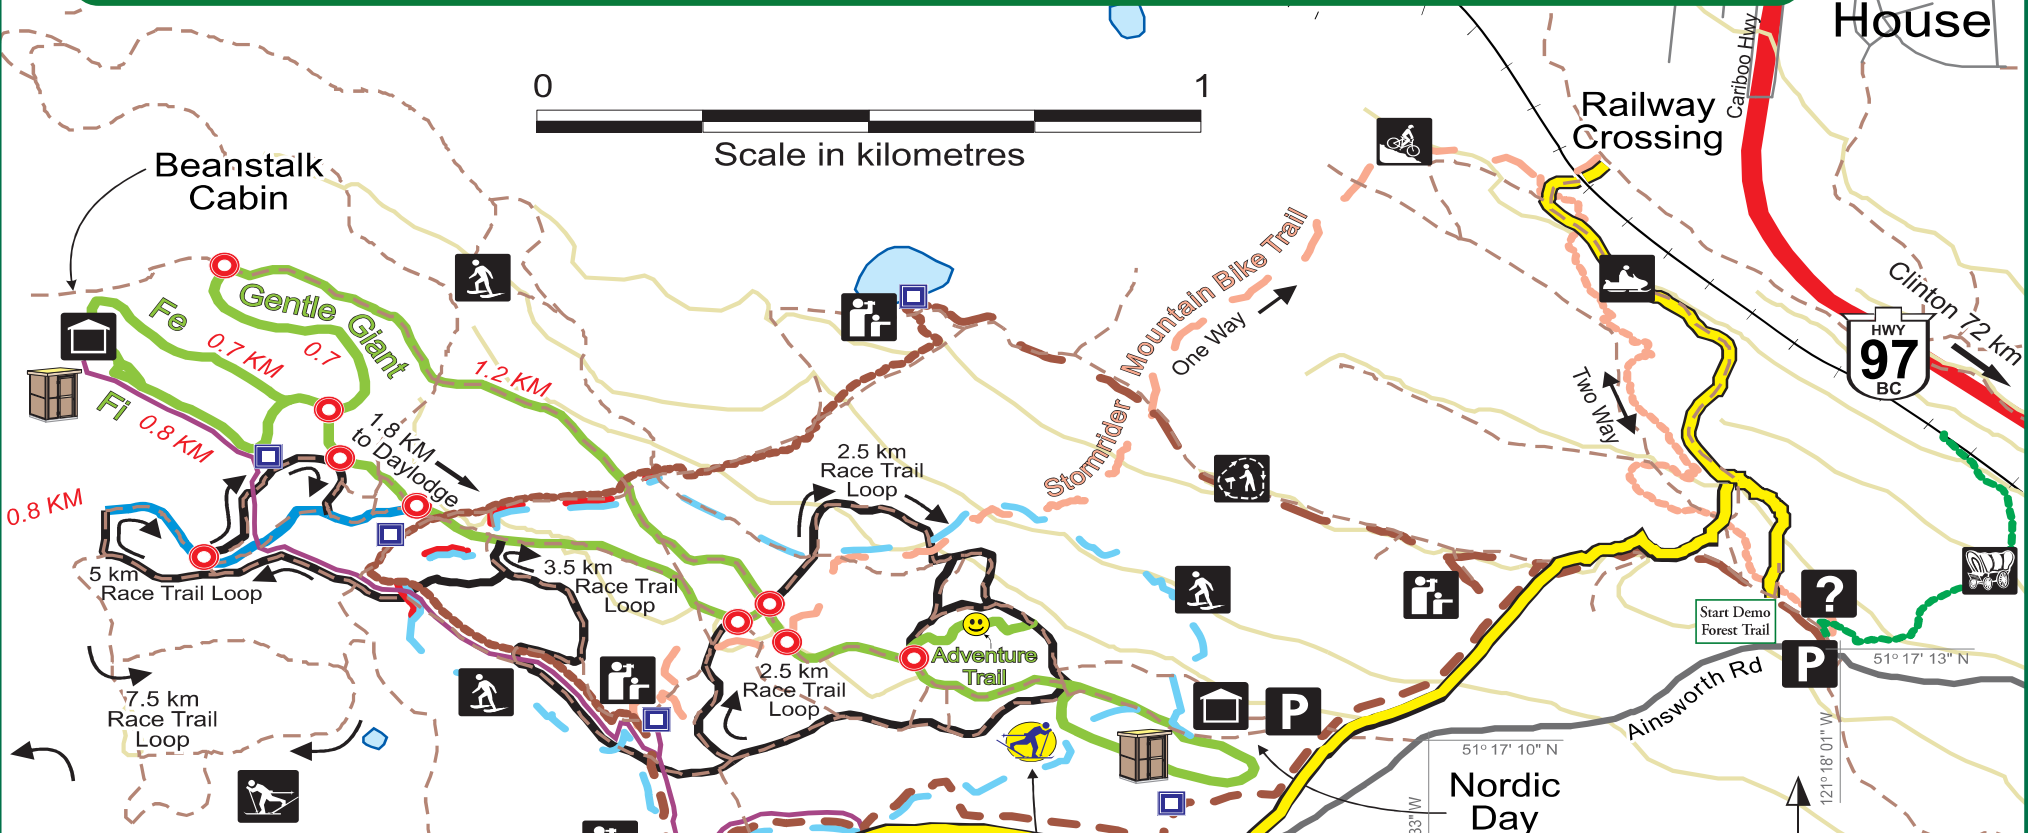 House
Cariboo Hwy
0 1
Scale in kilometres
Railway
Crossing
Beanstalk
Cabin
Clinton 72 km
HWY
97
BC
Gentle Giant
Fe
0.7 KM
0.7
1.2 KM
Fi
0.8 KM
1.8 KM
to Daylodge
0.8 KM
Stormrider Mountain Bike Trail
One Way
Two Way
2.5 km
Race Trail
Loop
5 km
Race Trail Loop
3.5 km
Race Trail
Loop
7.5 km
Race Trail
Loop
2.5 km
Race Trail
Loop
Adventure
Trail
Start Demo
Forest Trail
?
P
P
Ainsworth Rd
51º 17' 13" N
51º 17' 10" N
121º 18' 01" W
33"W
Nordic
Day